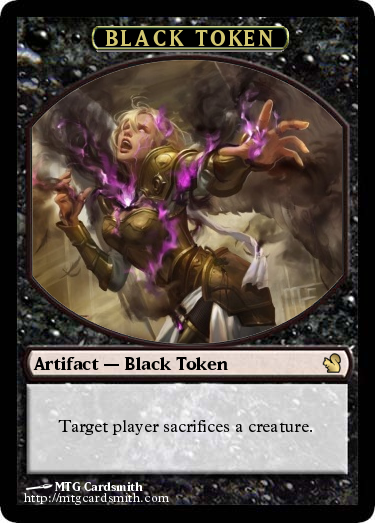 BLACK TOKEN
Artifact — Black Token
Target player sacrifices a creature.
MTG Cardsmith
http://mtgcardsmith.com